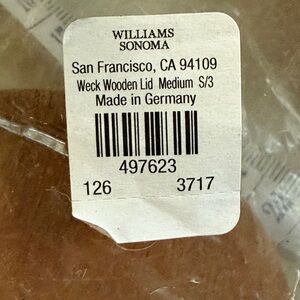 WILLIAMS
SONOMA
San Francisco, CA 94109
Weck Wooden Lid Medium S/3
Made in Germany
497623
126 3717